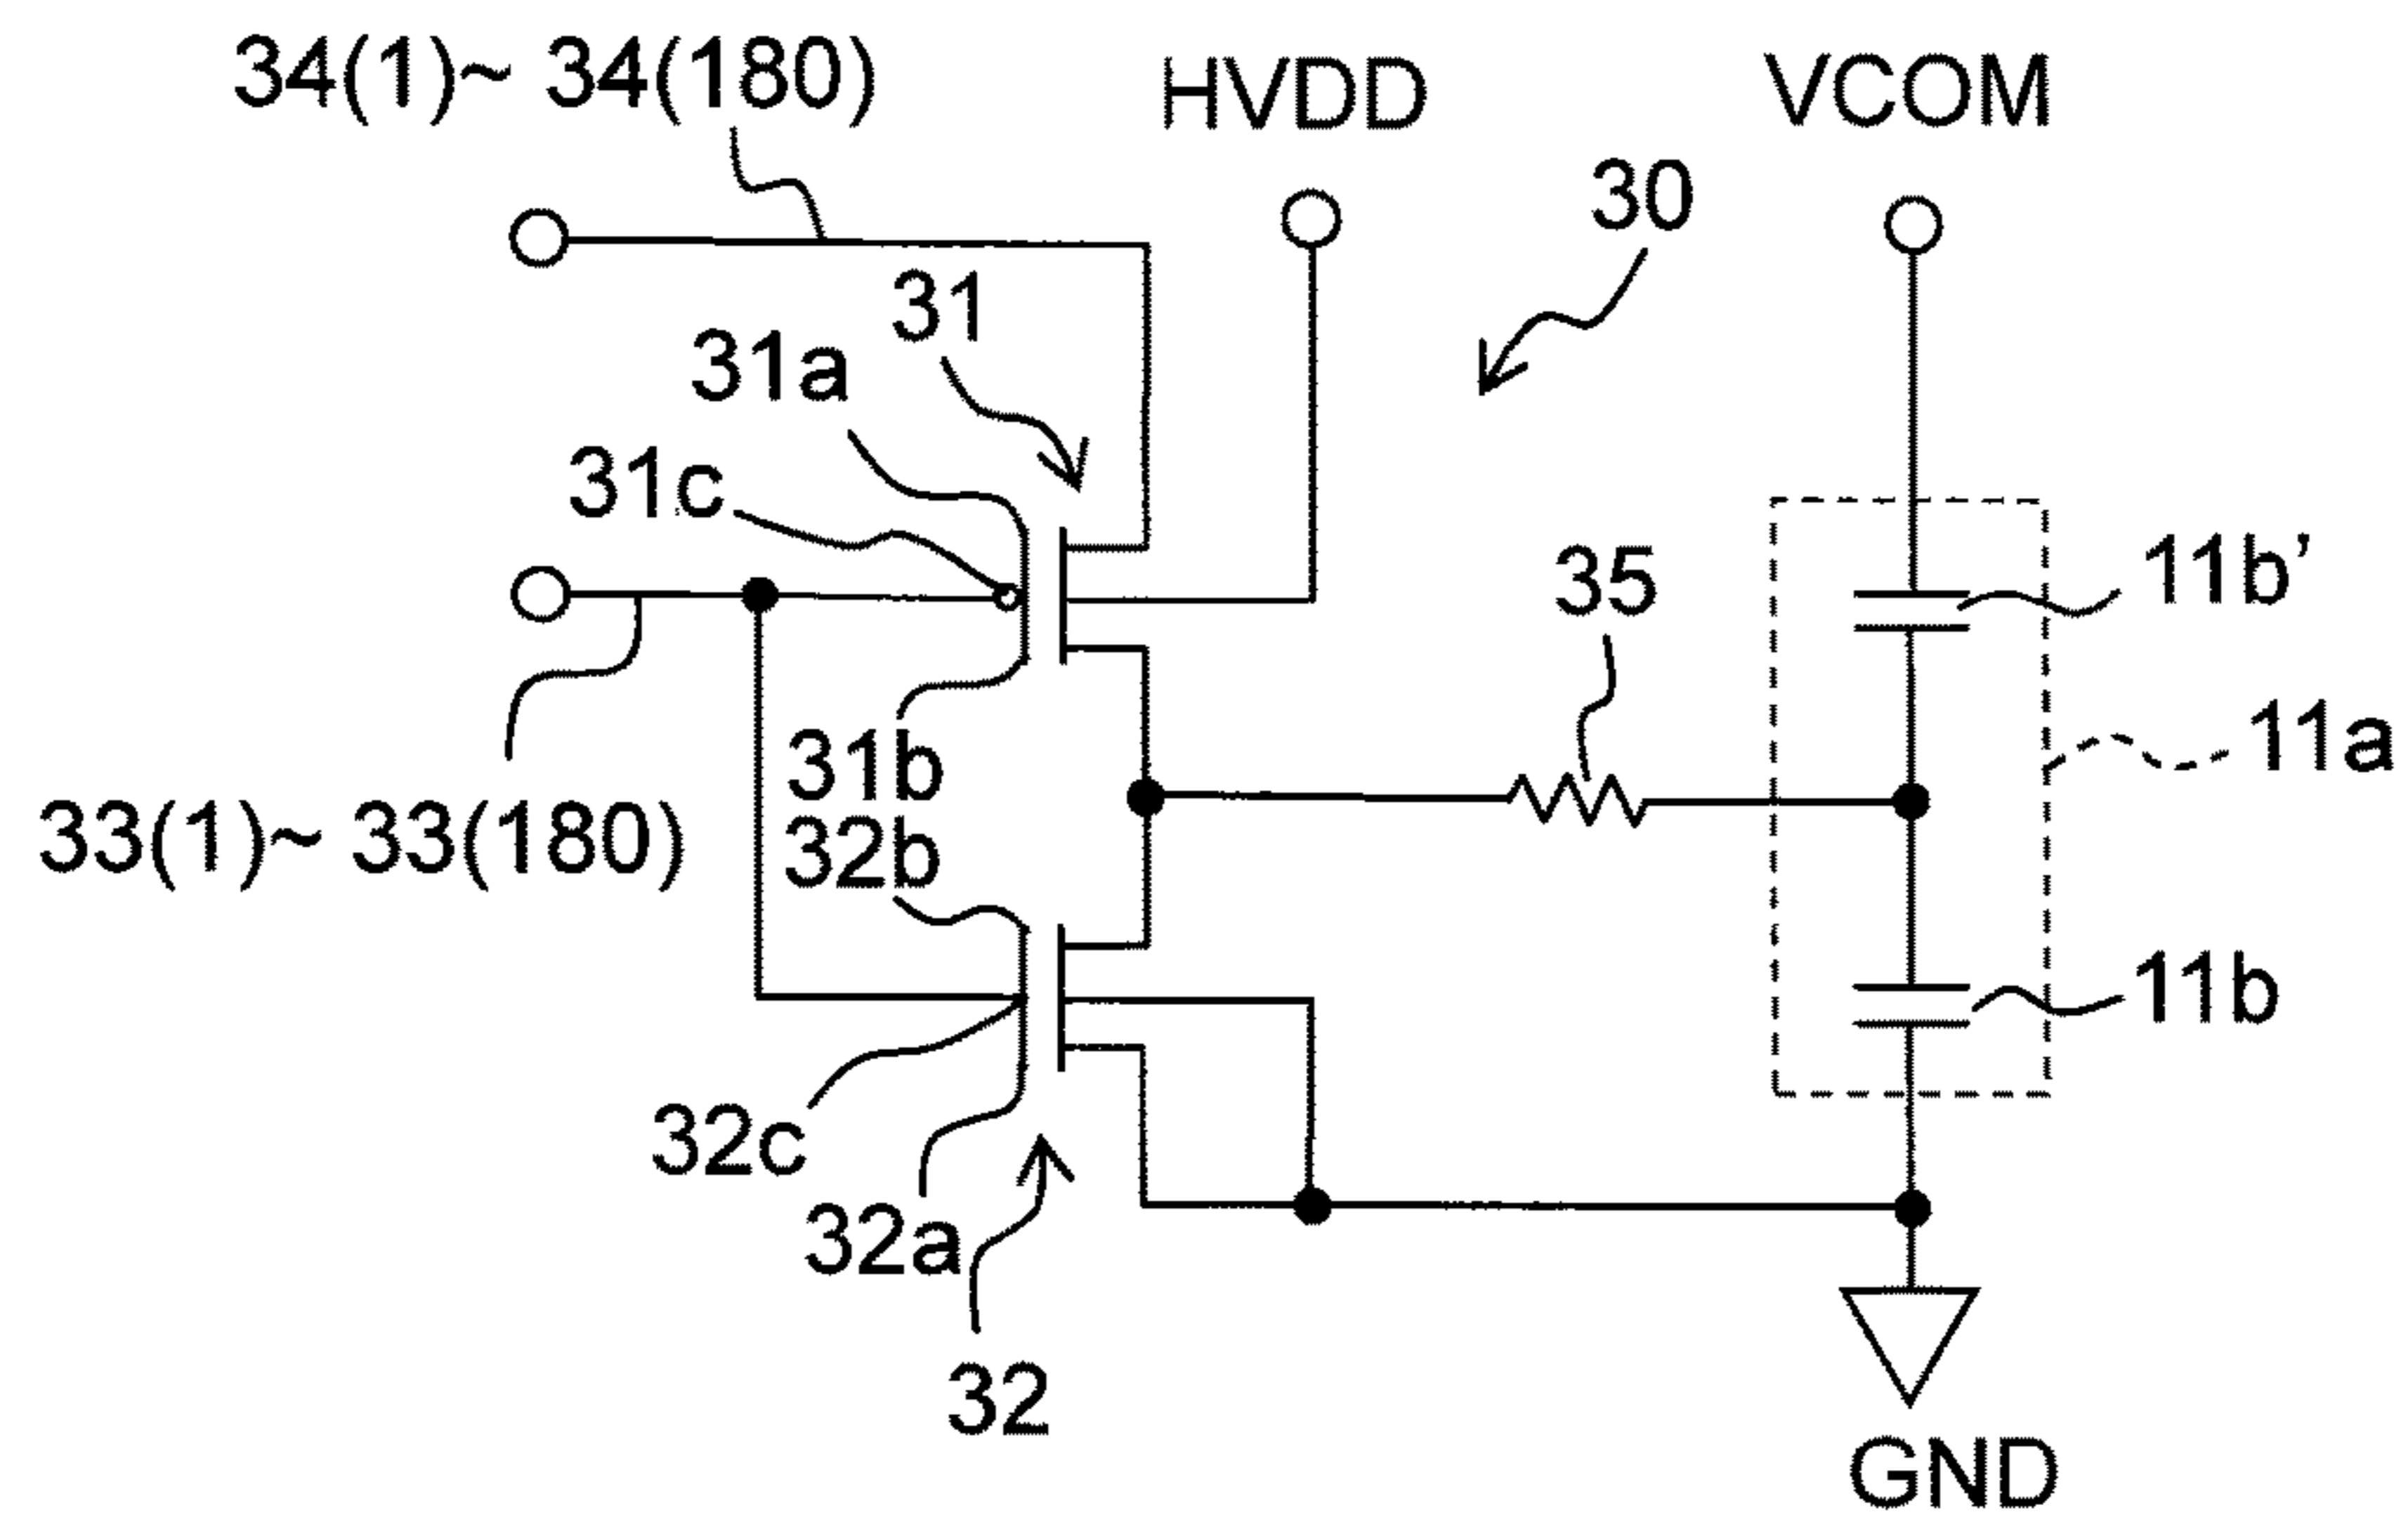 34(1)~ 34(180)
HVDD
VCOM
30
31
31a
31c
35
11b’
11a
31b
33(1)~ 33(180)
32b
11b
32c
32a
32
GND